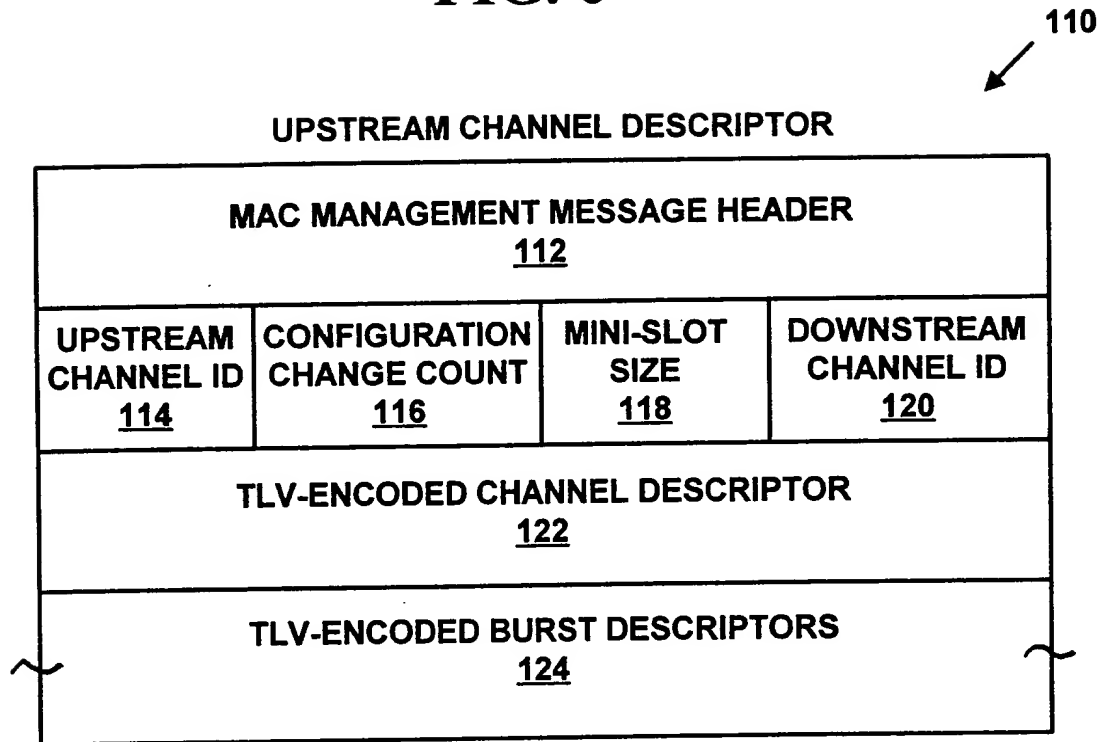 110
UPSTREAM CHANNEL DESCRIPTOR
MAC MANAGEMENT MESSAGE HEADER
112
UPSTREAM CHANNEL ID
114
CONFIGURATION CHANGE COUNT
116
MINI-SLOT SIZE
118
DOWNSTREAM CHANNEL ID
120
TLV-ENCODED CHANNEL DESCRIPTOR
122
TLV-ENCODED BURST DESCRIPTORS
124